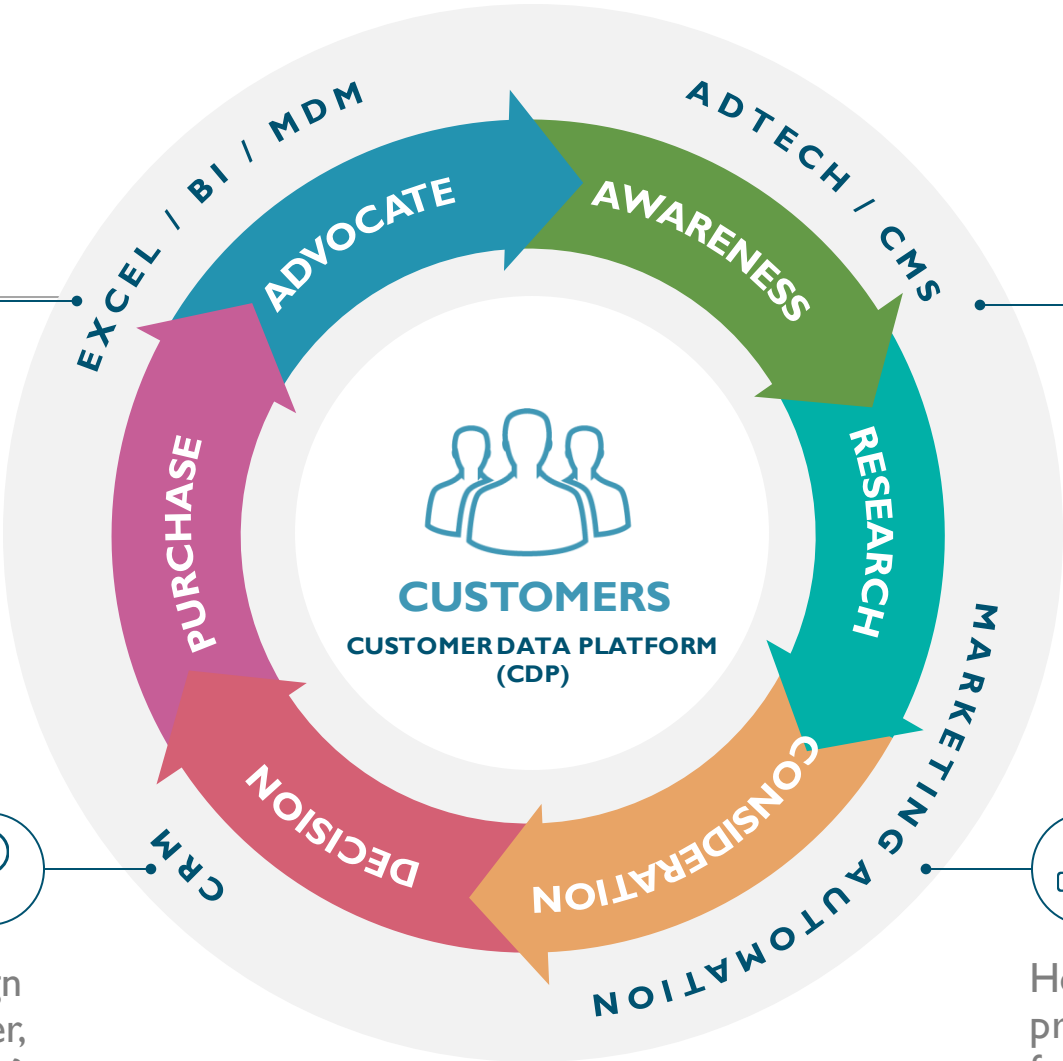 EXCEL / BI / MDM
ADTECH / CMS
ADVOCATE
AWARENESS
RESEARCH
PURCHASE
CUSTOMERS
CUSTOMER DATA PLATFORM
(CDP)
CONSIDERATION
DECISION
MARKETING AUTOMATION
CRM